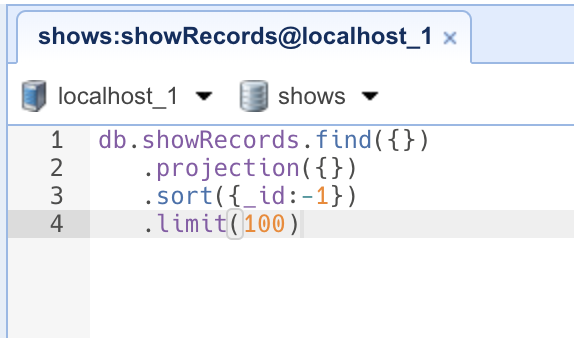 shows:showRecords@localhost_1 ×
localhost_1 shows
1 db.showRecords.find({})
2 .projection({})
3 .sort({_id:-1})
4 .limit(100)